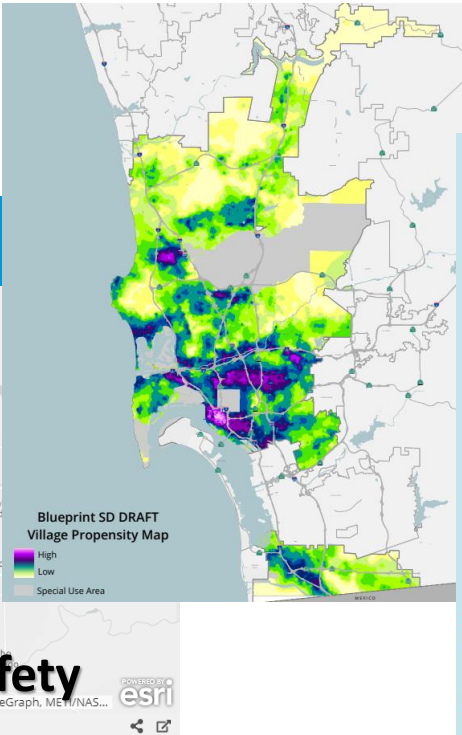 Blueprint SD DRAFT
Village Propensity Map
High
Low
Special Use Area
MEXICO
fety
POWERED BY
esri
eGraph, METI/NAS...